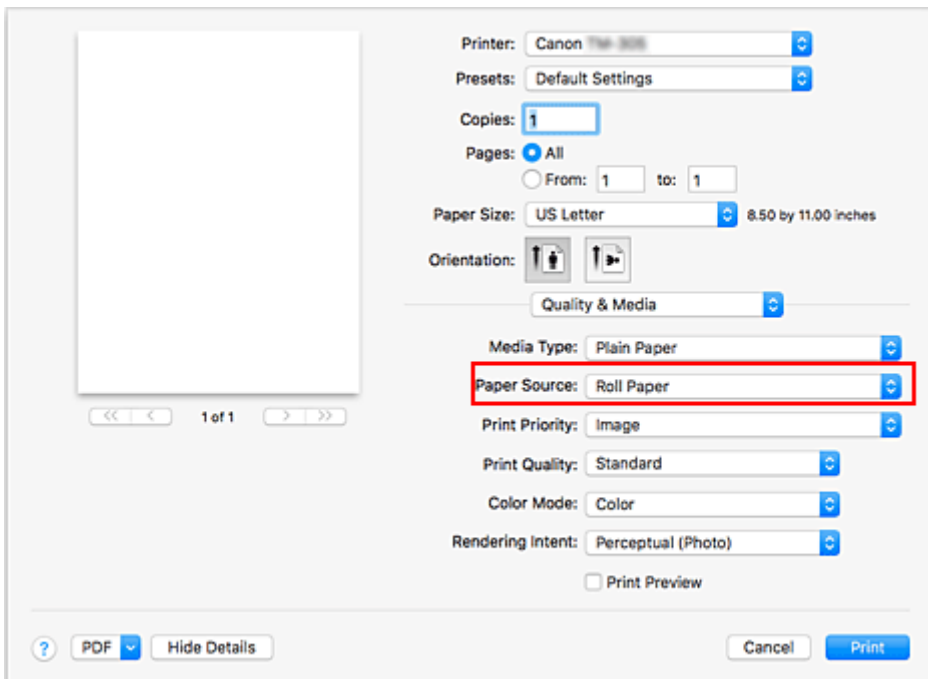 Printer: Canon
Presets: Default Settings
Copies: 1
Pages: All
From: 1 to: 1
Paper Size: US Letter 8.50 by 11.00 inches
Orientation:
Quality & Media
Media Type: Plain Paper
Paper Source: Roll Paper
<< < 1 of 1 > >>
Print Priority: Image
Print Quality: Standard
Color Mode: Color
Rendering Intent: Perceptual (Photo)
Print Preview
? PDF Hide Details Cancel Print